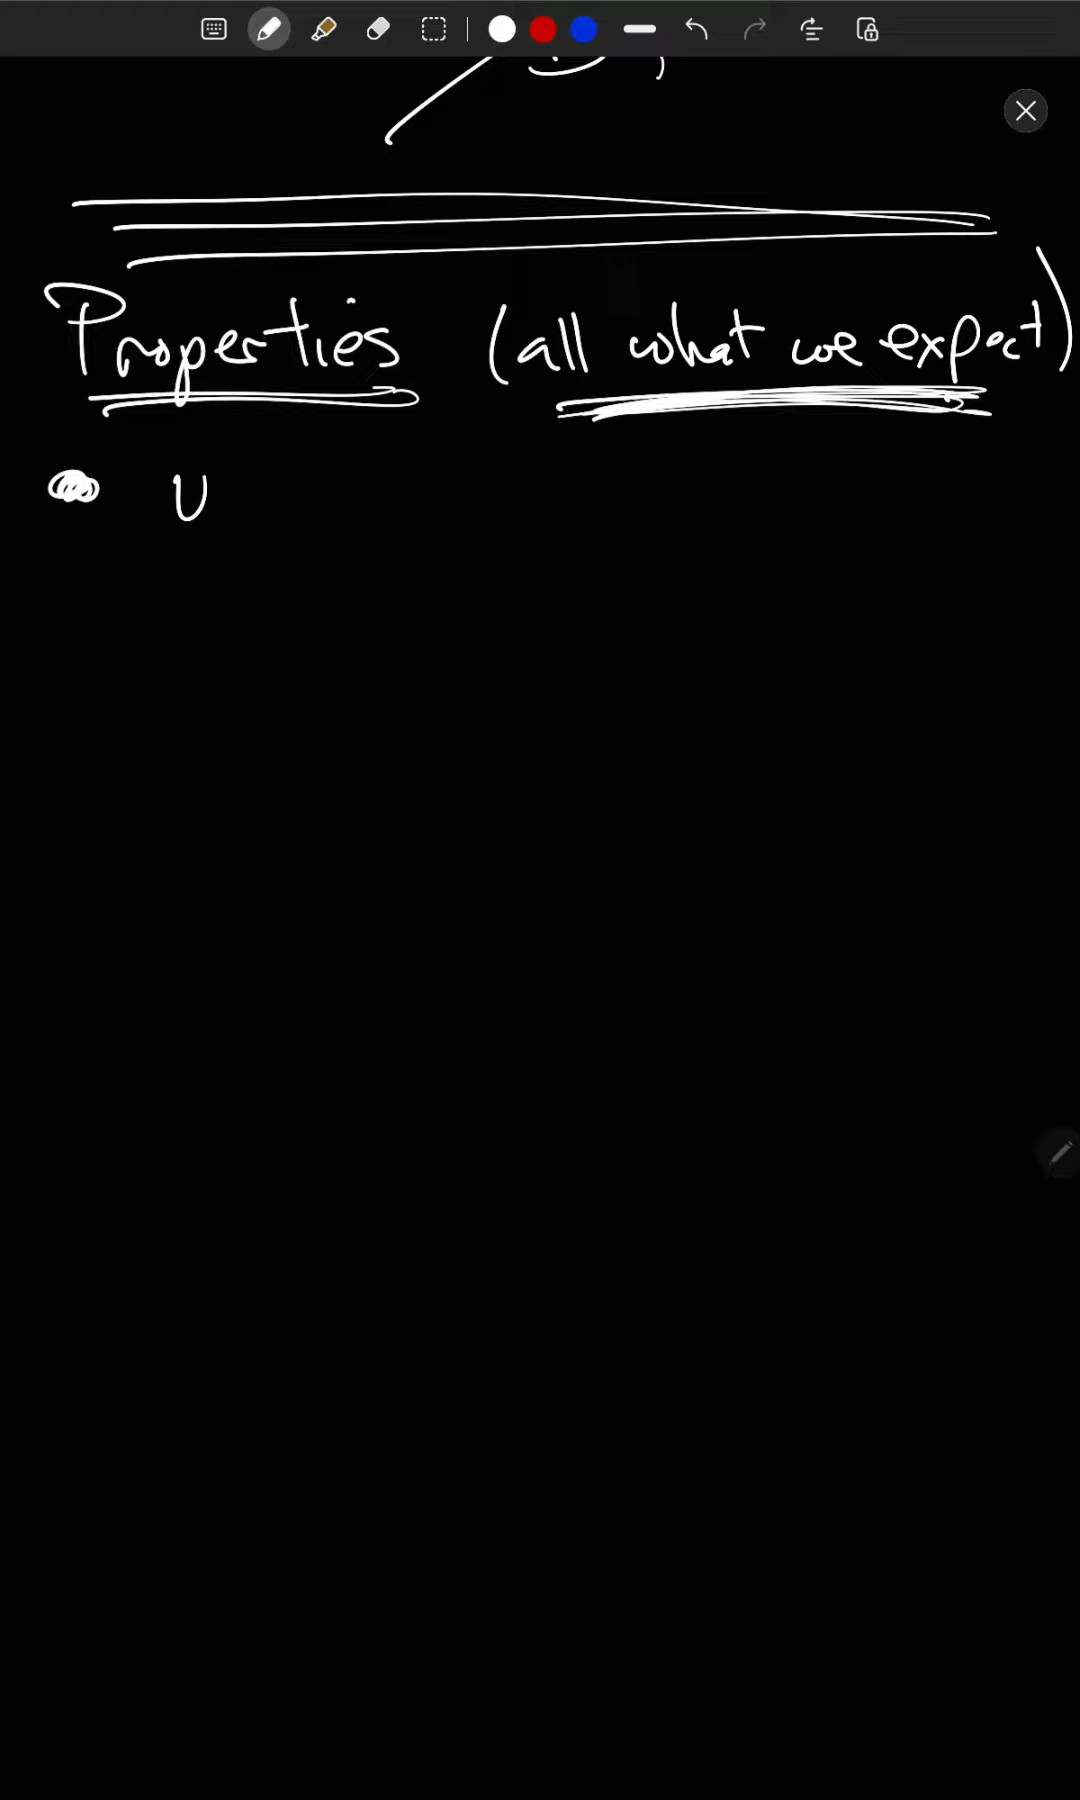 Properties (all what we expect)
• U